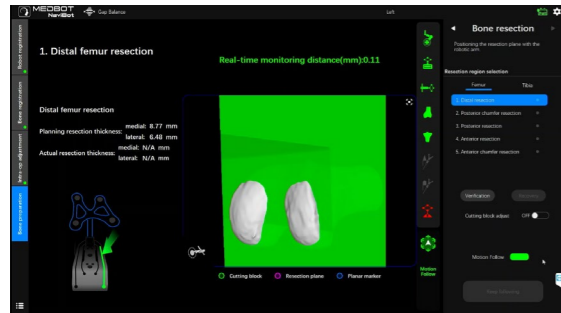 MEDBOT
NaviBot
Gap Balance
Left
Robot registration
Bone registration
Intra-op adjustment
Bone preparation
1. Distal femur resection
Real-time monitoring distance(mm):0.11
Distal femur resection
Planning resection thickness: medial: 8.77 mm
lateral: 6.48 mm
Actual resection thickness: medial: N/A mm
lateral: N/A mm
Cutting block
Resection plane
Planar marker
Motion
Follow
Bone resection
Positioning the resection plane with the
robotic arm
Resection region selection
Femur
Tibia
1. Distal resection
2. Posterior chamfer resection
3. Posterior resection
4. Anterior resection
5. Anterior chamfer resection
Verification
Cutting block adjust
OFF
Motion Follow